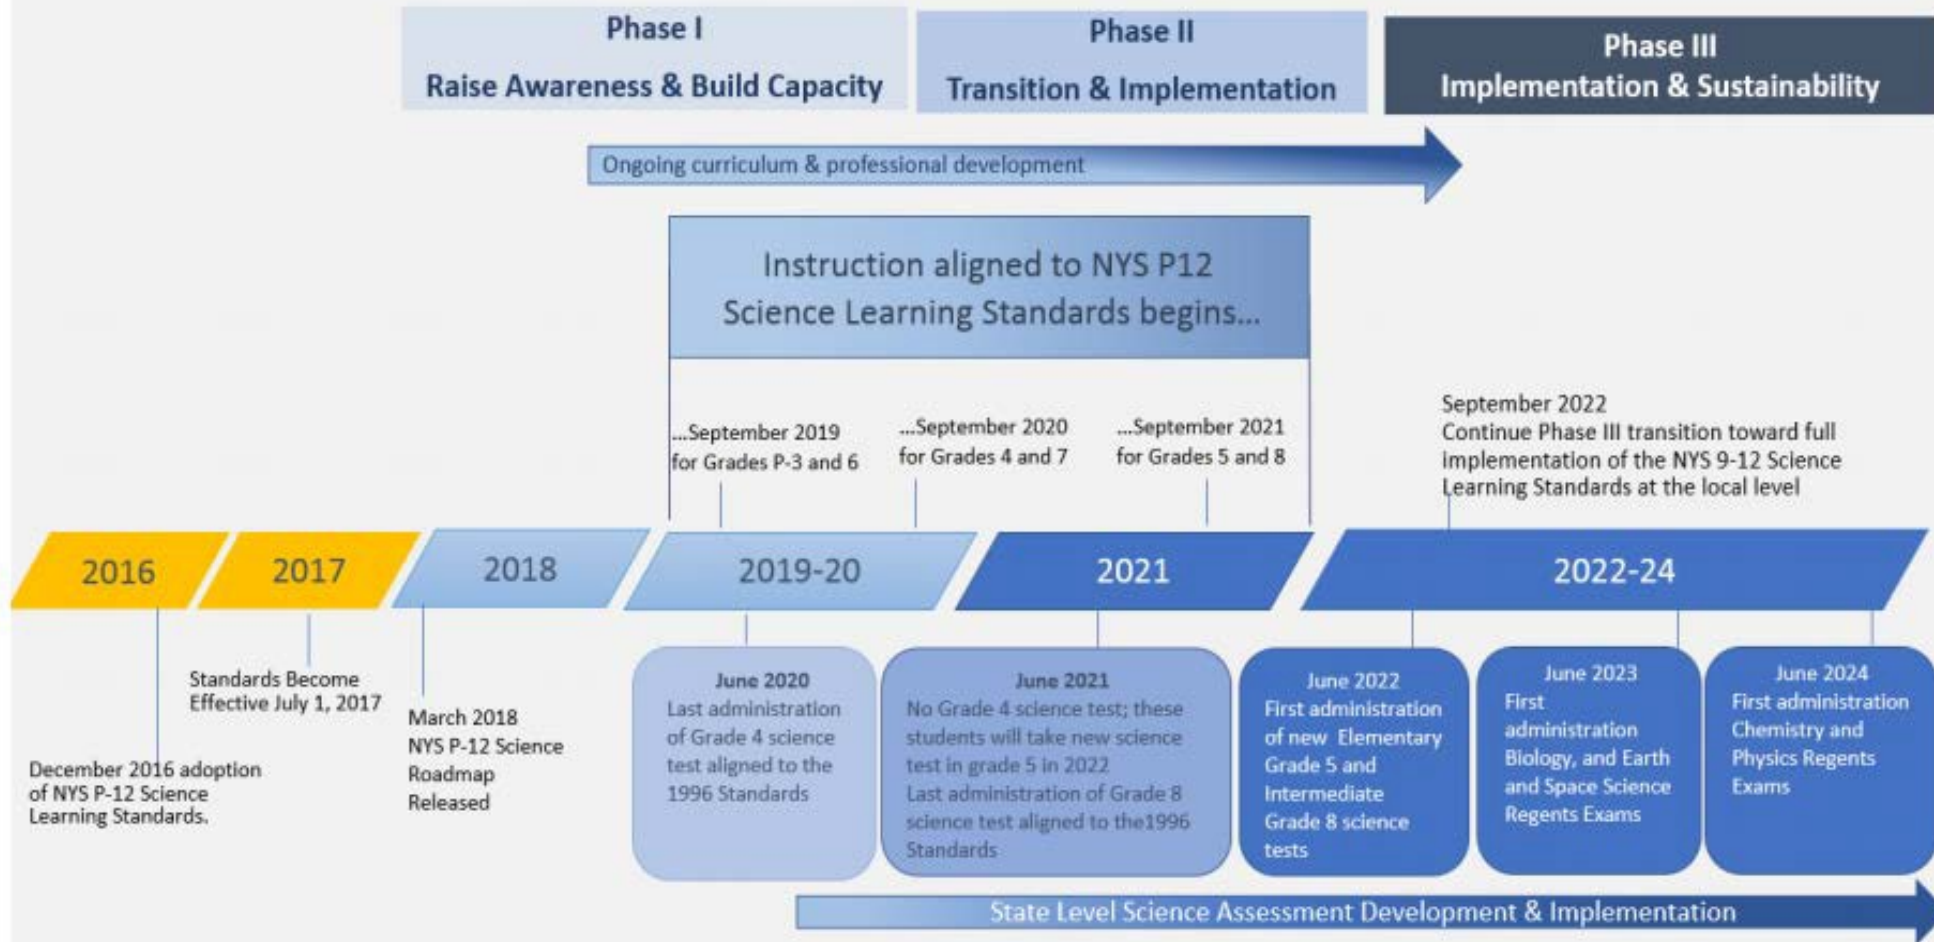 Phase I
Raise Awareness & Build Capacity
Phase II
Transition & Implementation
Phase III
Implementation & Sustainability
Ongoing curriculum & professional development
Instruction aligned to NYS P12
Science Learning Standards begins...
...September 2019
for Grades P-3 and 6
...September 2020
for Grades 4 and 7
...September 2021
for Grades 5 and 8
September 2022
Continue Phase III transition toward full
implementation of the NYS 9-12 Science
Learning Standards at the local level
2016
2017
2018
2019-20
2021
2022-24
December 2016 adoption
of NYS P-12 Science
Learning Standards.
Standards Become
Effective July 1, 2017
March 2018
NYS P-12 Science
Roadmap
Released
June 2020
Last administration
of Grade 4 science
test aligned to the
1996 Standards
June 2021
No Grade 4 science test; these
students will take new science
test in grade 5 in 2022
Last administration of Grade 8
science test aligned to the1996
Standards
June 2022
First administration
of new Elementary
Grade 5 and
Intermediate
Grade 8 science
tests
June 2023
First
administration
Biology, and Earth
and Space Science
Regents Exams
June 2024
First administration
Chemistry and
Physics Regents
Exams
State Level Science Assessment Development & Implementation